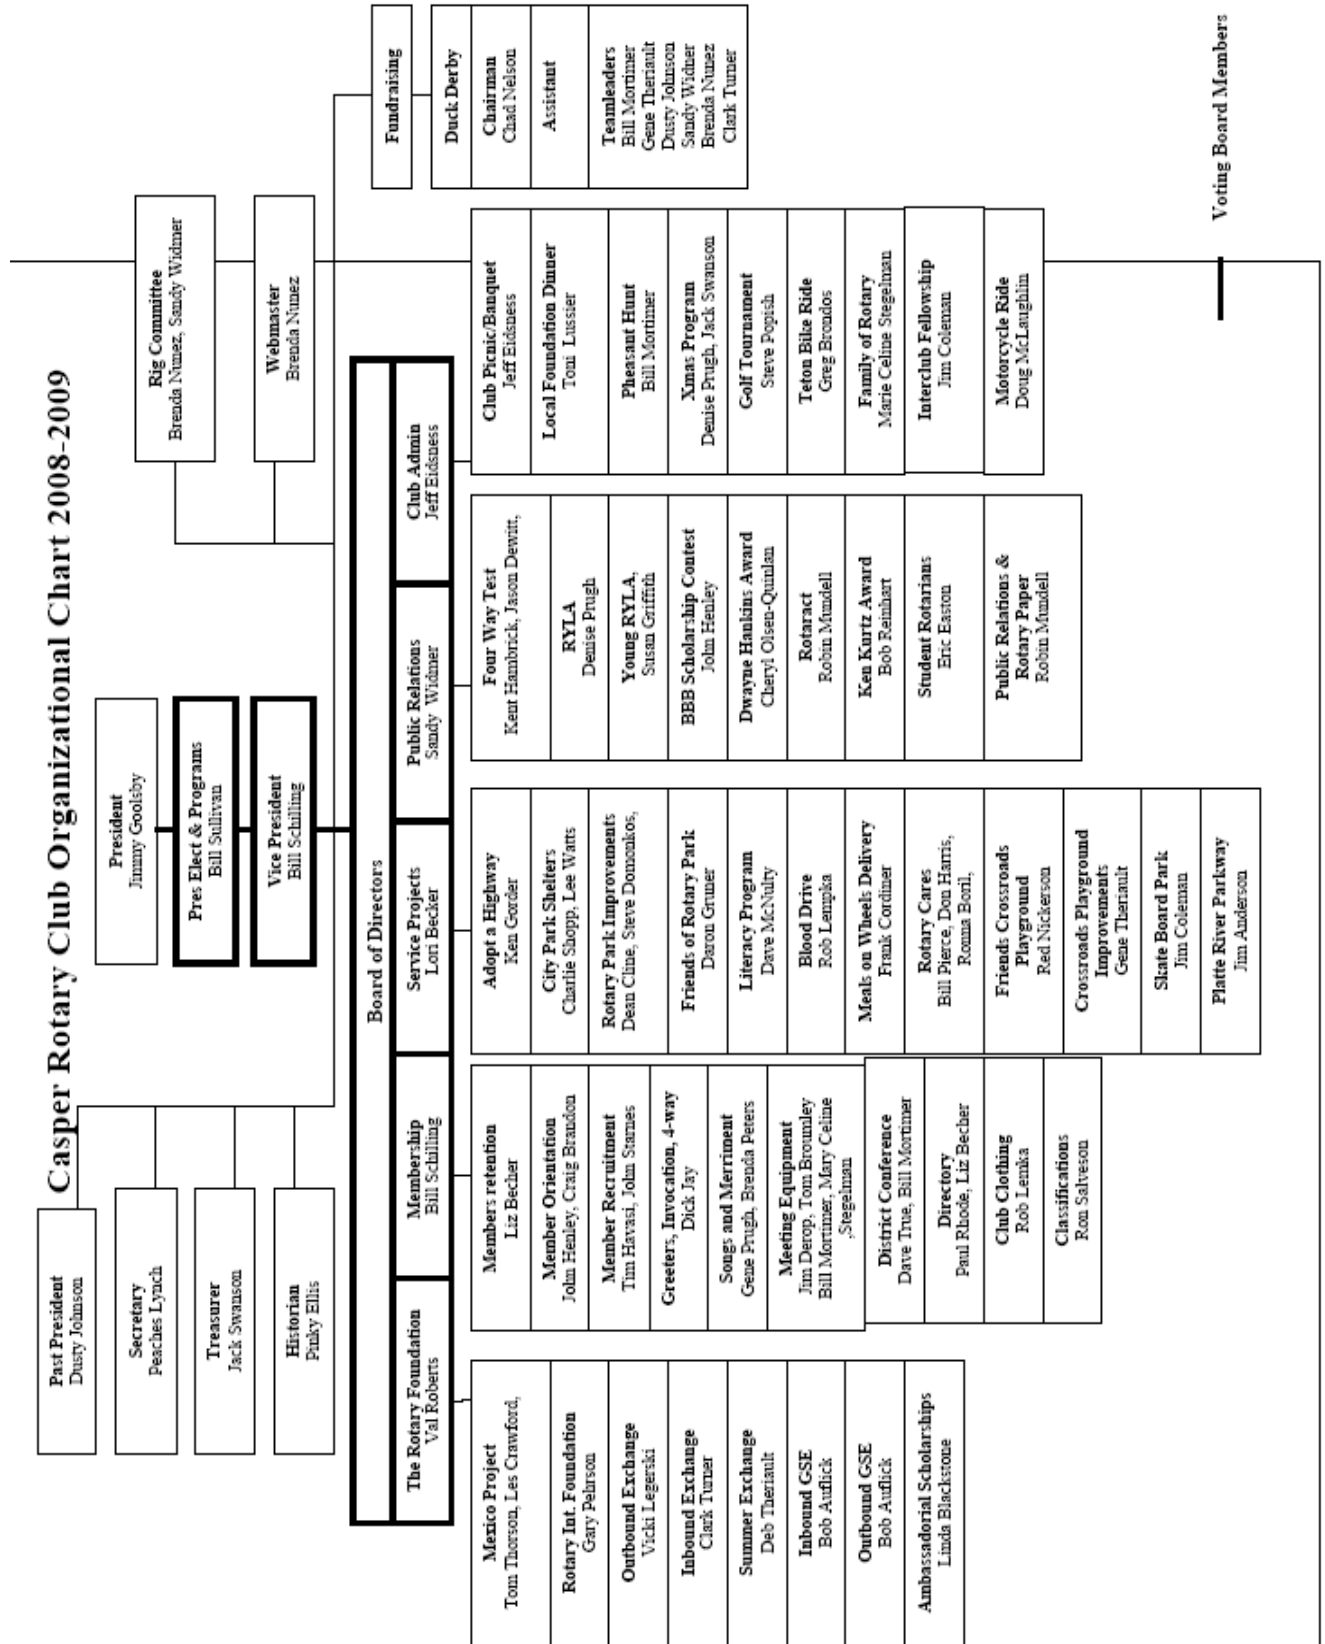 Casper Rotary Club Organizational Chart 2008-2009
Past President
Dusty Johnson
Secretary
Peaches Lynch
Treasurer
Jack Swanson
Historian
Pinky Ellis
President
Jimmy Goolsby
Pres Elect & Programs
Bill Sullivan
Vice President
Bill Schilling
Rig Committee
Brenda Nunez, Sandy Widmer
Webmaster
Brenda Nunez
Board of Directors
The Rotary Foundation
Val Roberts
Membership
Bill Schilling
Service Projects
Lori Becker
Public Relations
Sandy Widmer
Club Admin
Jeff Eidsness
Fundraising
Duck Derby
Chairman
Chad Nelson
Assistant
Teamleaders
Bill Mortimer
Gene Theriault
Dusty Johnson
Sandy Widner
Brenda Nunez
Clark Turner
Mexico Project
Tom Thorson, Les Crawford,
Rotary Int. Foundation
Gary Pehrson
Outbound Exchange
Vicki Legerski
Inbound Exchange
Clark Turner
Summer Exchange
Deb Theriault
Inbound GSE
Bob Auflick
Outbound GSE
Bob Auflick
Ambassadorial Scholarships
Linda Blackstone
Members retention
Liz Becher
Member Orientation
John Henley, Craig Brandon
Member Recruitment
Tim Havasi, John Starnes
Greeters, Invocation, 4-way
Dick Jay
Songs and Merriment
Gene Prugh, Brenda Peters
Meeting Equipment
Jim Derop, Tom Broumley
Bill Mortimer, Mary Celine
,Stegelman
District Conference
Dave True, Bill Mortimer
Directory
Paul Rhode, Liz Becher
Club Clothing
Rob Lemka
Classifications
Ron Salveson
Adopt a Highway
Ken Gorder
City Park Shelters
Charlie Shopp, Lee Watts
Rotary Park Improvements
Dean Cline, Steve Domonkos,
Friends of Rotary Park
Daron Gruner
Literacy Program
Dave McNulty
Blood Drive
Rob Lempka
Meals on Wheels Delivery
Frank Cordimer
Rotary Cares
Bill Pierce, Don Harris,
Ronna Boril,
Friends Crossroads
Playground
Red Nickerson
Crossroads Playground
Improvements
Gene Theriault
Skate Board Park
Jim Coleman
Platte River Parkway
Jim Anderson
Four Way Test
Kent Hambrick, Jason Dewitt,
RYLA
Denise Prugh
Young RYLA,
Susan Griffith
BBB Scholarship Contest
John Henley
Dwayne Hankins Award
Cheryl Olsen-Quinlan
Rotaract
Robin Mundell
Ken Kurtz Award
Bob Reinhart
Student Rotarians
Eric Easton
Public Relations &
Rotary Paper
Robin Mundell
Club Picnic/Banquet
Jeff Eidsness
Local Foundation Dinner
Toni Lussier
Pheasant Hunt
Bill Mortimer
Xmas Program
Denise Prugh, Jack Swanson
Golf Tournament
Steve Popish
Teton Bike Ride
Greg Brondos
Family of Rotary
Marie Celine Stegelman
Interclub Fellowship
Jim Coleman
Motorcycle Ride
Doug McLaughlin
Voting Board Members